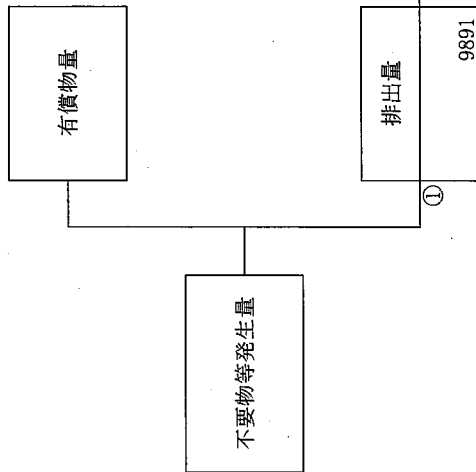 不要物等発生量
有償物量
①
排出量
9891